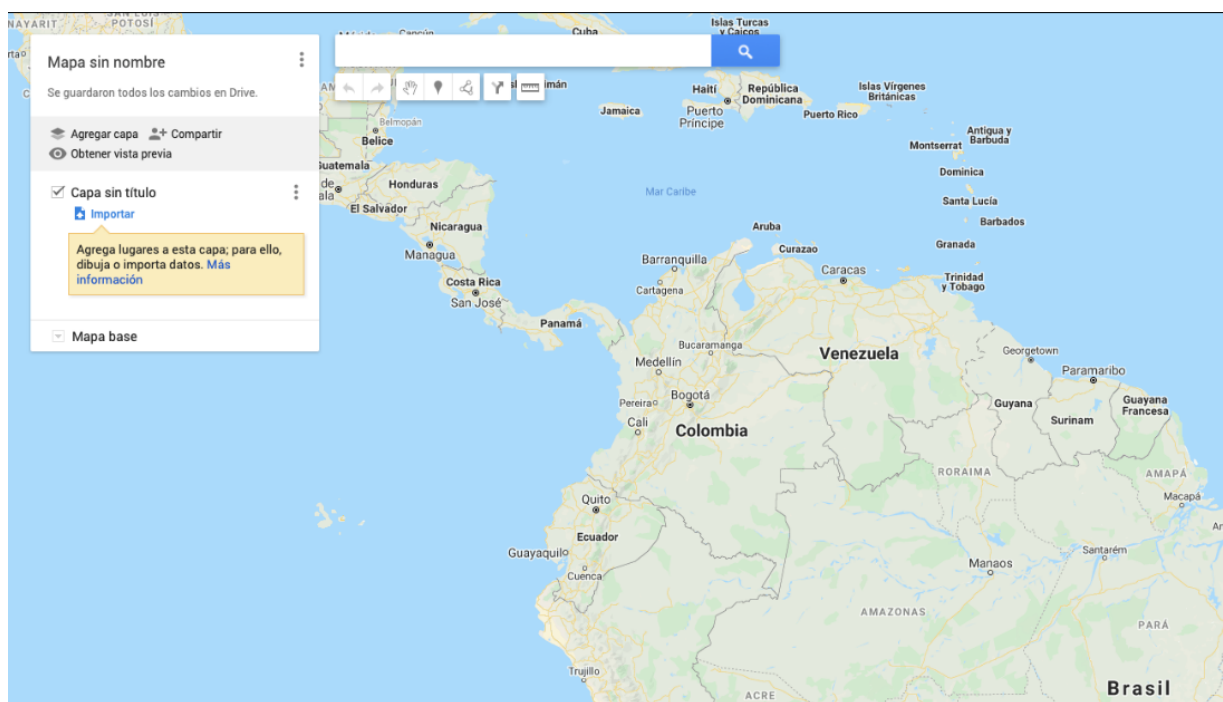 NAYARIT
POTOSÍ
Islas Turcas
y Caicos
Cancún
Cuba
Mapa sin nombre
Se guardaron todos los cambios en Drive.
Agregar capa
Compartir
Obtener vista previa
Capa sin título
Importar
Agrega lugares a esta capa; para ello,
dibuja o importa datos. Más
información
Mapa base
Haití
República
Dominicana
Puerto
Príncipe
Jamaica
Puerto Rico
Islas Vírgenes
Británicas
Antigua y
Barbuda
Montserrat
Dominica
Santa Lucía
Barbados
Granada
Trinidad
y Tobago
Belmopán
Belice
Honduras
El Salvador
Nicaragua
Managua
Costa Rica
San José
Panamá
Mar Caribe
Aruba
Curazao
Barranquilla
Cartagena
Caracas
Bucaramanga
Medellín
Venezuela
Georgetown
Paramaribo
Pereira
Bogotá
Guyana
Guayana
Francesa
Surinam
Cali
Colombia
RORAIMA
AMAPÁ
Macapá
Quito
Ecuador
Guayaquil
Cuenca
Manaos
Santarém
AMAZONAS
PARÁ
Trujillo
ACRE
Brasil